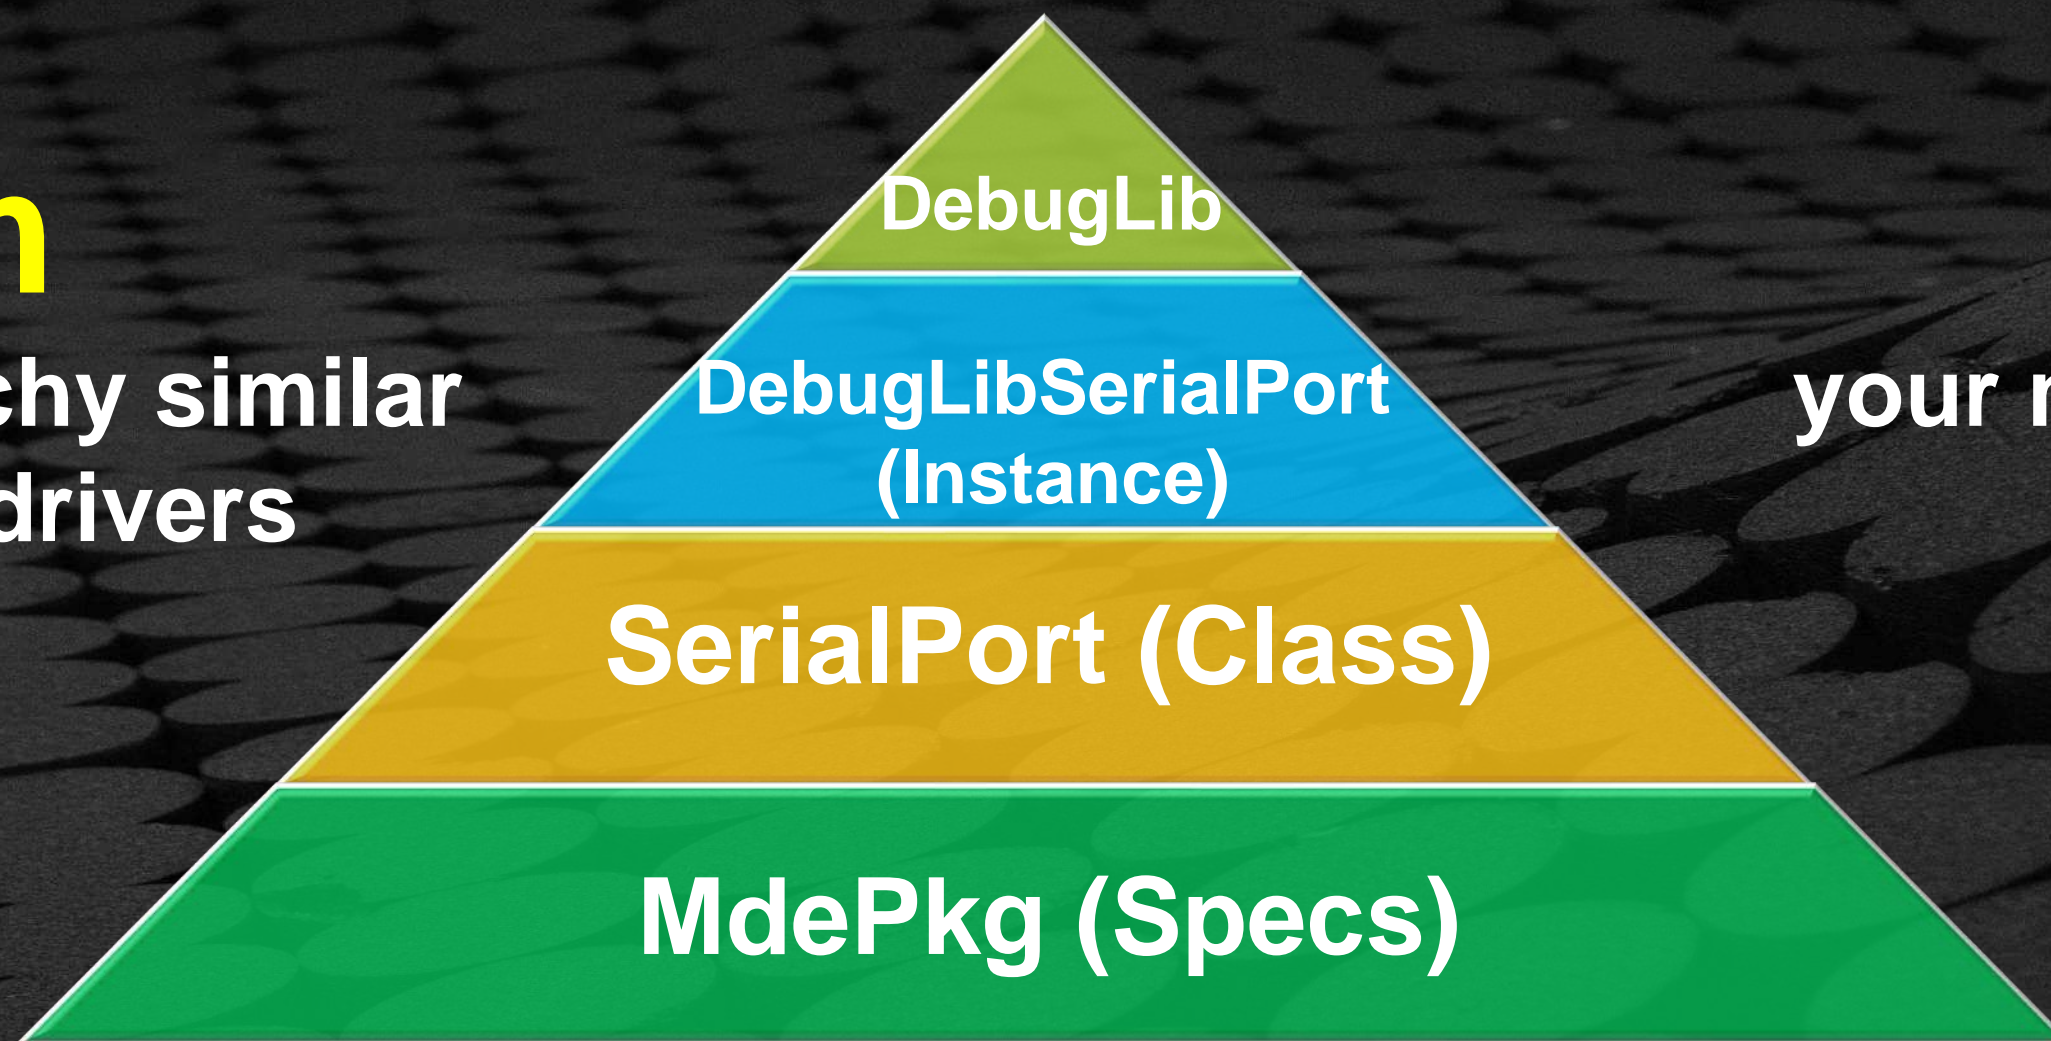 DebugLib
chy similar
drivers
DebugLibSerialPort
(Instance)
your
SerialPort (Class)
MdePkg (Specs)